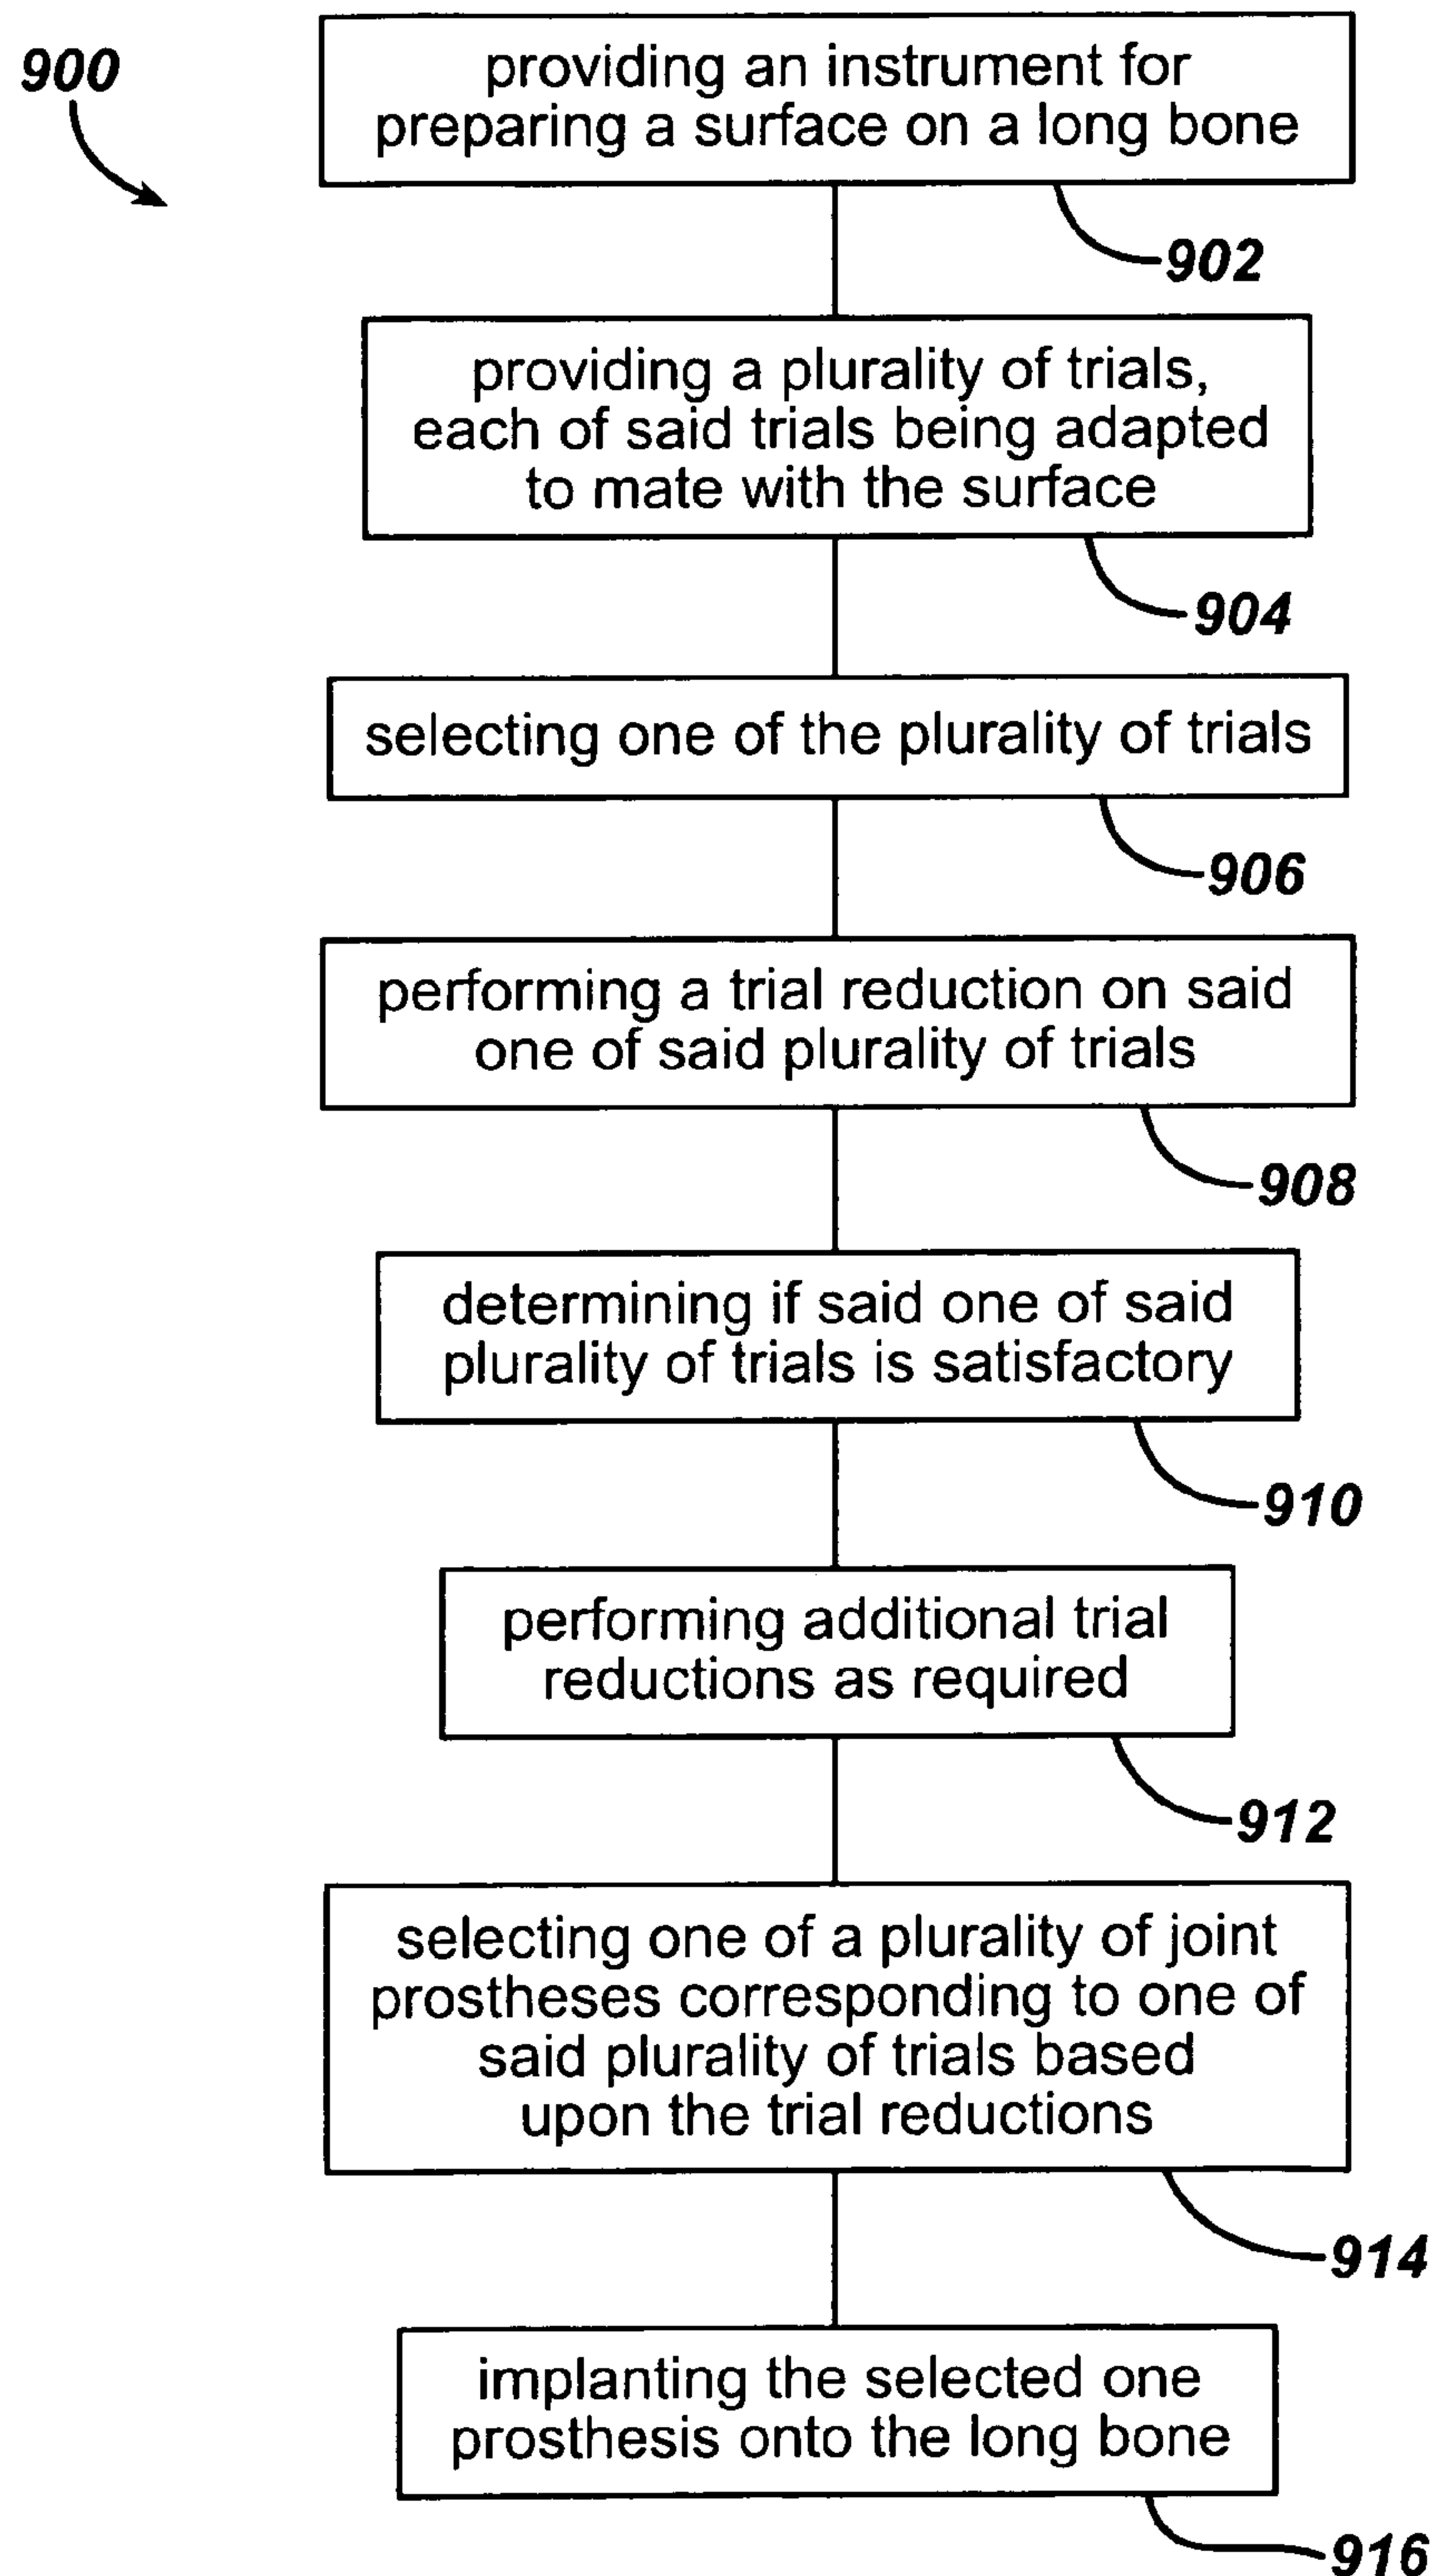 900
providing an instrument for
preparing a surface on a long bone
902
providing a plurality of trials,
each of said trials being adapted
to mate with the surface
904
selecting one of the plurality of trials
906
performing a trial reduction on said
one of said plurality of trials
908
determining if said one of said
plurality of trials is satisfactory
910
performing additional trial
reductions as required
912
selecting one of a plurality of joint
prostheses corresponding to one of
said plurality of trials based
upon the trial reductions
914
implanting the selected one
prosthesis onto the long bone
916